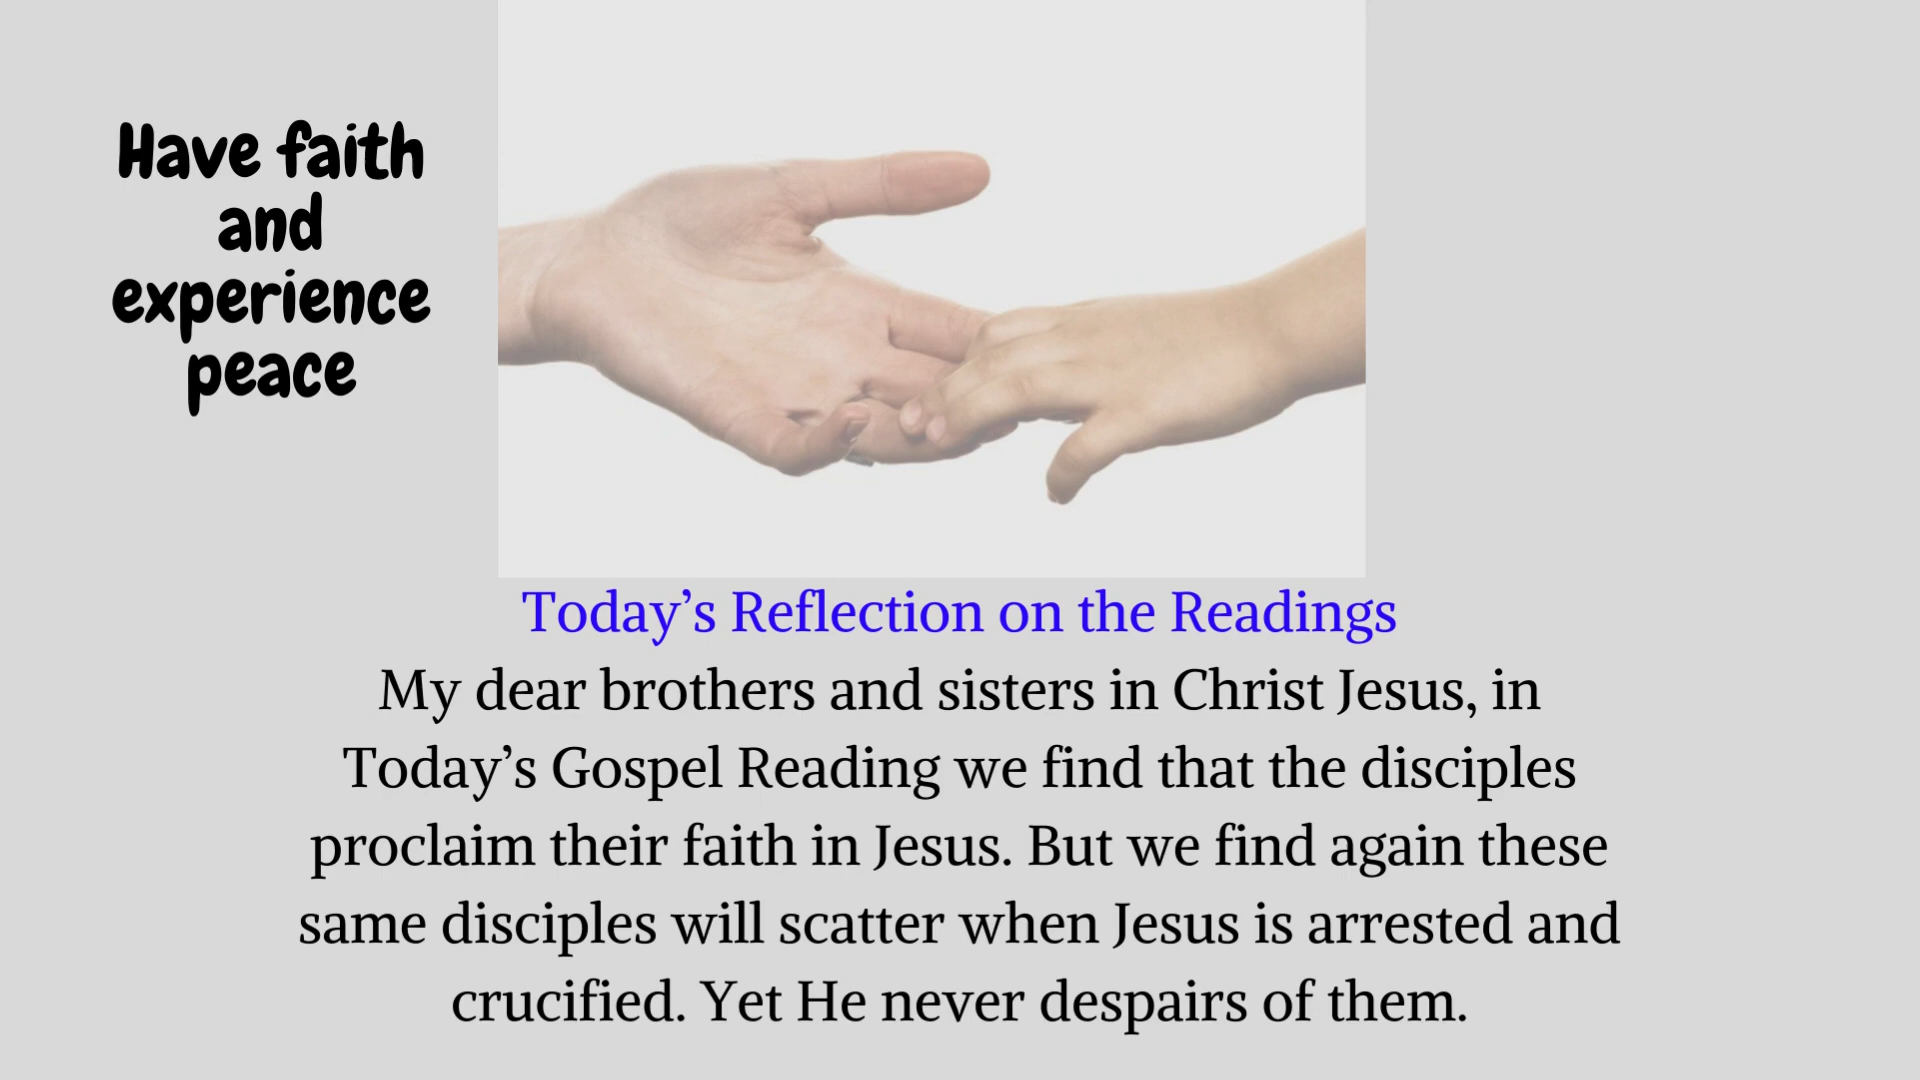 Have faith
and
experience
peace
Today’s Reflection on the Readings
My dear brothers and sisters in Christ Jesus, in
Today’s Gospel Reading we find that the disciples
proclaim their faith in Jesus. But we find again these
same disciples will scatter when Jesus is arrested and
crucified. Yet He never despairs of them.